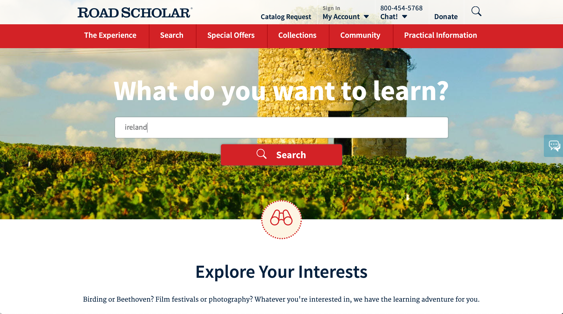 ROAD SCHOLAR
Catalog Request
Sign In
My Account
800-454-5768
Chat!
Donate
The Experience
Search
Special Offers
Collections
Community
Practical Information
What do you want to learn?
ireland
Search
Explore Your Interests
Birding or Beethoven? Film festivals or photography? Whatever you're interested in, we have the learning adventure for you.